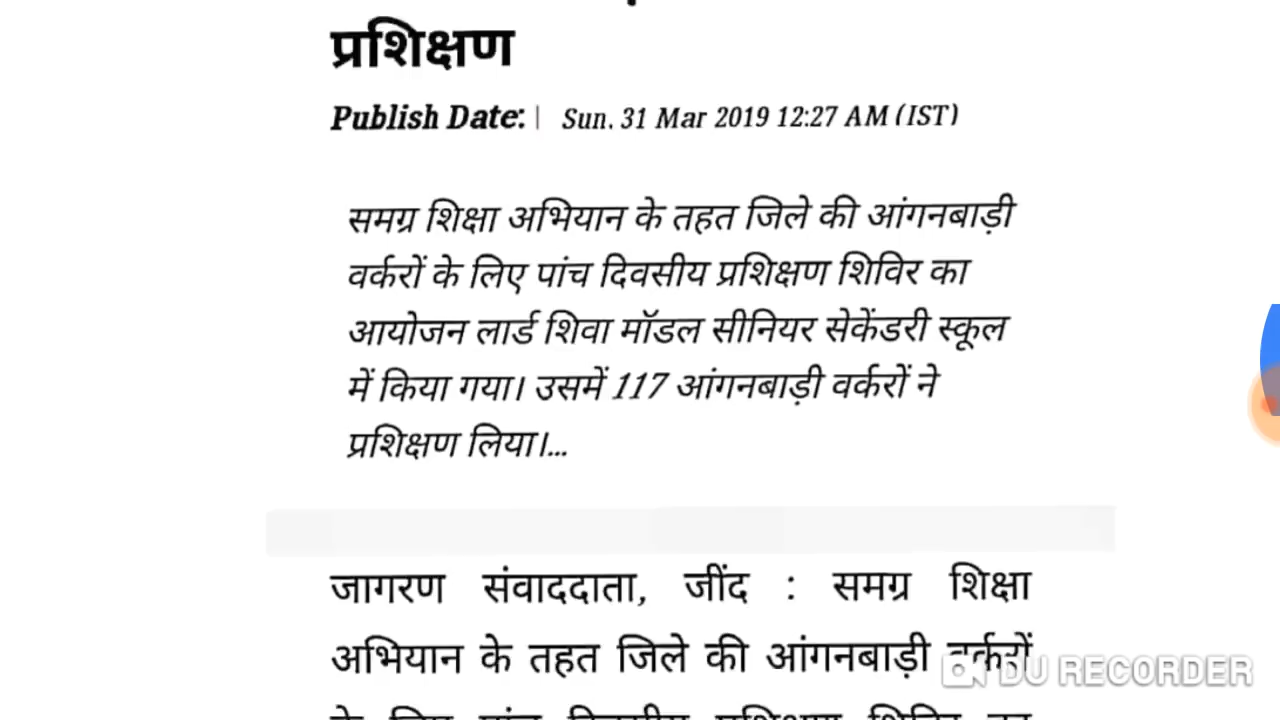 प्रशिक्षण
Publish Date: | Sun. 31 Mar 2019 12:27 AM (IST)
समग्र शिक्षा अभियान के तहत जिले की आंगनबाड़ी
वर्करों के लिए पांच दिवसीय प्रशिक्षण शिविर का
आयोजन लार्ड शिवा मॉडल सीनियर सेकेंडरी स्कूल
में किया गया। उसमें 117 आंगनबाड़ी वर्करों ने
प्रशिक्षण लिया।...
जागरण संवाददाता, जींद : समग्र शिक्षा
अभियान के तहत जिले की आंगनबाड़ी वर्करों
DU RECORDER